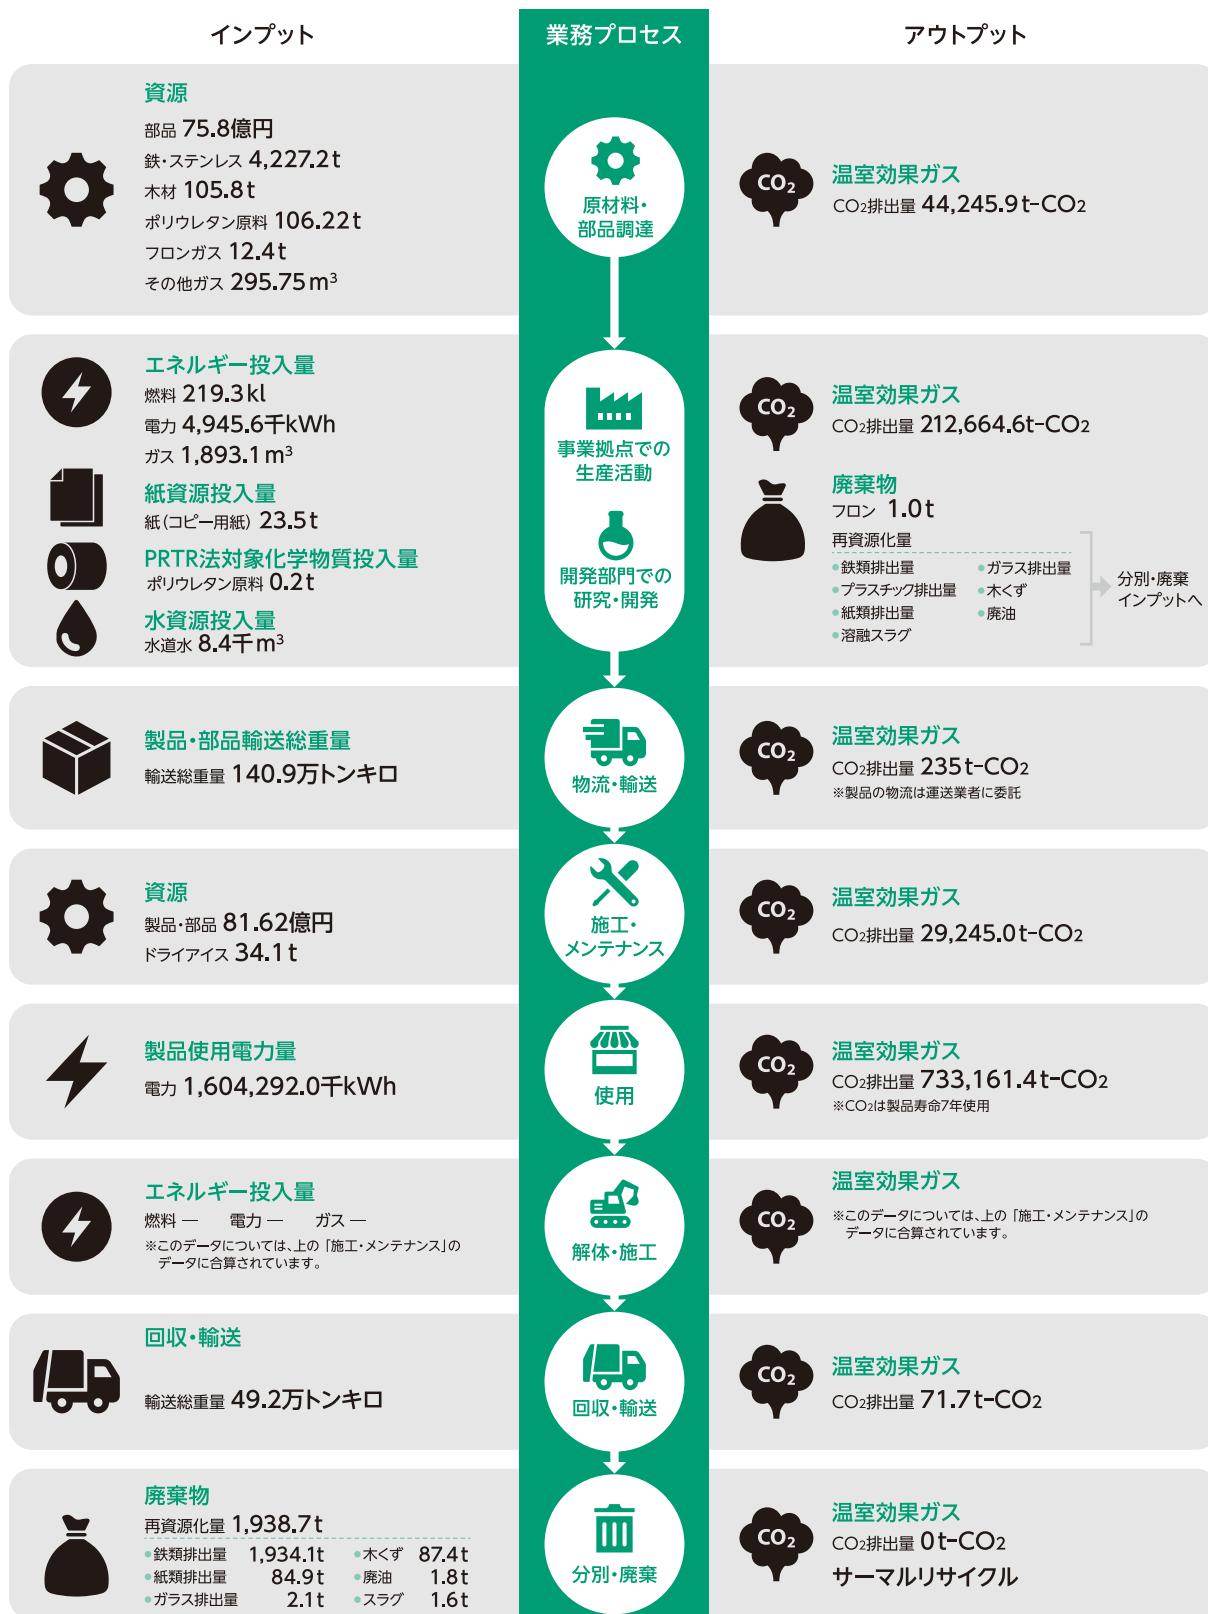 インプット
業務プロセス
アウトプット
資源
部品 75.8億円
鉄・ステンレス 4,227.2t
木材 105.8t
ポリウレタン原料 106.22t
フロンガス 12.4t
その他ガス 295.75m³
原材料・
部品調達
CO₂
温室効果ガス
CO₂排出量 44,245.9t-CO₂
エネルギー投入量
燃料 219.3kl
電力 4,945.6千kWh
ガス 1,893.1m³
紙資源投入量
紙（コピー用紙） 23.5t
PRTR法対象化学物質投入量
ポリウレタン原料 0.2t
水資源投入量
水道水 8.4千m³
事業拠点での
生産活動
開発部門での
研究・開発
CO₂
温室効果ガス
CO₂排出量 212,664.6t-CO₂
廃棄物
フロン 1.0t
再資源化量
•鉄類排出量 •ガラス排出量
•プラスチック排出量 •木くず
•紙類排出量 •廃油
•溶融スラグ
分別・廃棄
インプットへ
製品・部品輸送総重量
輸送総重量 140.9万トンキロ
物流・輸送
CO₂
温室効果ガス
CO₂排出量 235t-CO₂
※製品の物流は運送業者に委託
資源
製品・部品 81.62億円
ドライアイス 34.1t
施工・
メンテナンス
CO₂
温室効果ガス
CO₂排出量 29,245.0t-CO₂
製品使用電力量
電力 1,604,292.0千kWh
使用
CO₂
温室効果ガス
CO₂排出量 733,161.4t-CO₂
※CO₂は製品寿命7年使用
エネルギー投入量
燃料 — 電力 — ガス —
※このデータについては、上の「施工・メンテナンス」の
データに合算されています。
解体・施工
CO₂
温室効果ガス
※このデータについては、上の「施工・メンテナンス」の
データに合算されています。
回収・輸送
輸送総重量 49.2万トンキロ
回収・輸送
CO₂
温室効果ガス
CO₂排出量 71.7t-CO₂
廃棄物
再資源化量 1,938.7t
•鉄類排出量 1,934.1t •木くず 87.4t
•紙類排出量 84.9t •廃油 1.8t
•ガラス排出量 2.1t •スラグ 1.6t
分別・廃棄
CO₂
温室効果ガス
CO₂排出量 0t-CO₂
サーマルリサイクル